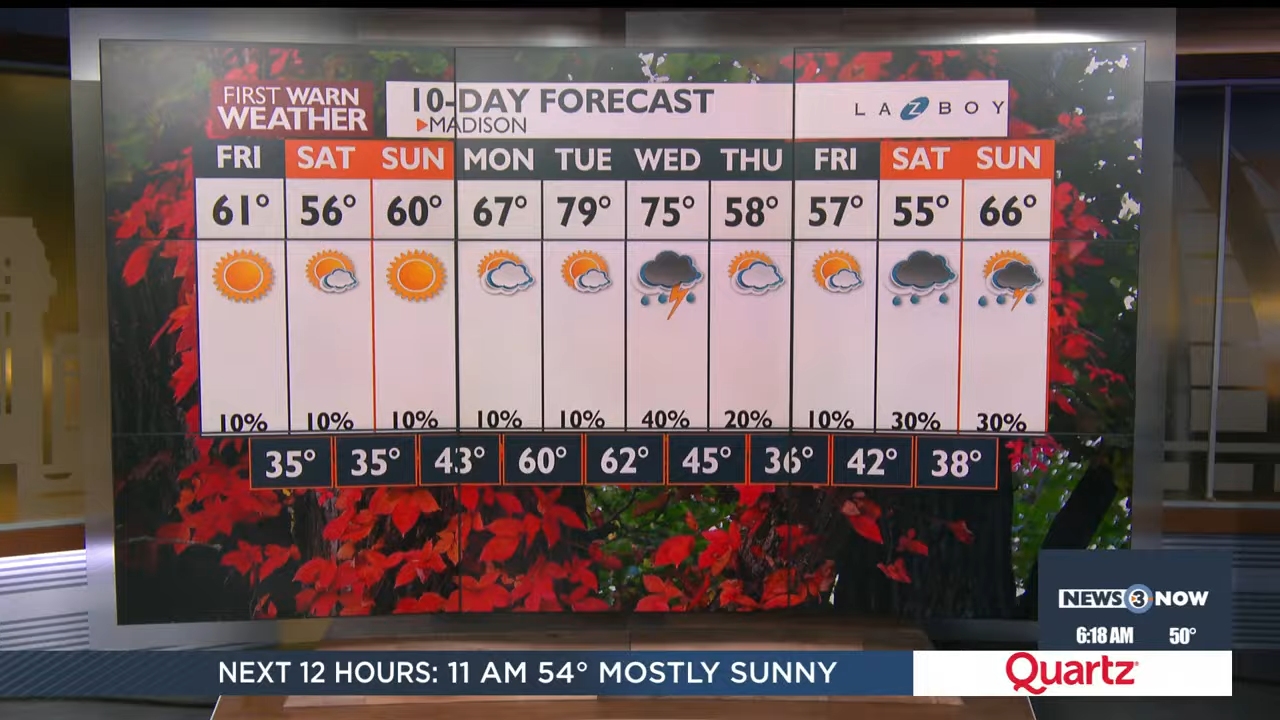 FIRST WARN
WEATHER
10-DAY FORECAST
MADISON
LA Z BOY
FRI SAT SUN MON TUE WED THU FRI SAT SUN
61° 56° 60° 67° 79° 75° 58° 57° 55° 66°
10% 10% 10% 10% 10% 40% 20% 10% 30% 30%
35° 35° 43° 60° 62° 45° 36° 42° 38°
NEWS 3 NOW
6:18 AM 50°
NEXT 12 HOURS: 11 AM 54° MOSTLY SUNNY
Quartz